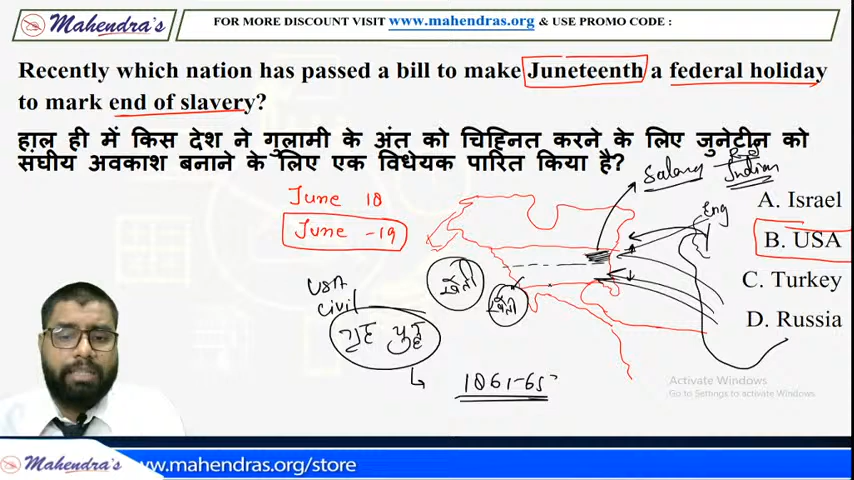 Mahendra's
FOR MORE DISCOUNT VISIT www.mahendras.org & USE PROMO CODE :
Mahendra's
Recently which nation has passed a bill to make Juneteenth a federal holiday
to mark end of slavery?
हाल ही में किस देश ने गुलामी के अंत को चिह्नित करने के लिए जुनेटीन को
संघीय अवकाश बनाने के लिए एक विधेयक पारित किया है?
Indian
June 18
June -19
Eng
A. Israel
B. USA
C. Turkey
D. Russia
खेती
खेती
USA
civil
गृह युद्ध
1861-65
Activate Windows
Go to Settings to activate Windows.
Mahendra's
www.mahendras.org/store